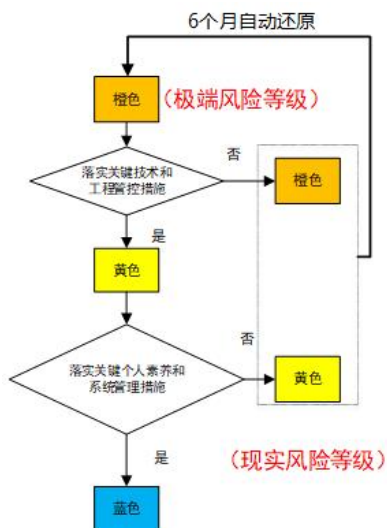 6个月自动还原
橙色
（极端风险等级）
落实关键技术和
工程管控措施
否
橙色
是
黄色
否
落实关键个人素养和
系统管理措施
黄色
是
（现实风险等级）
蓝色